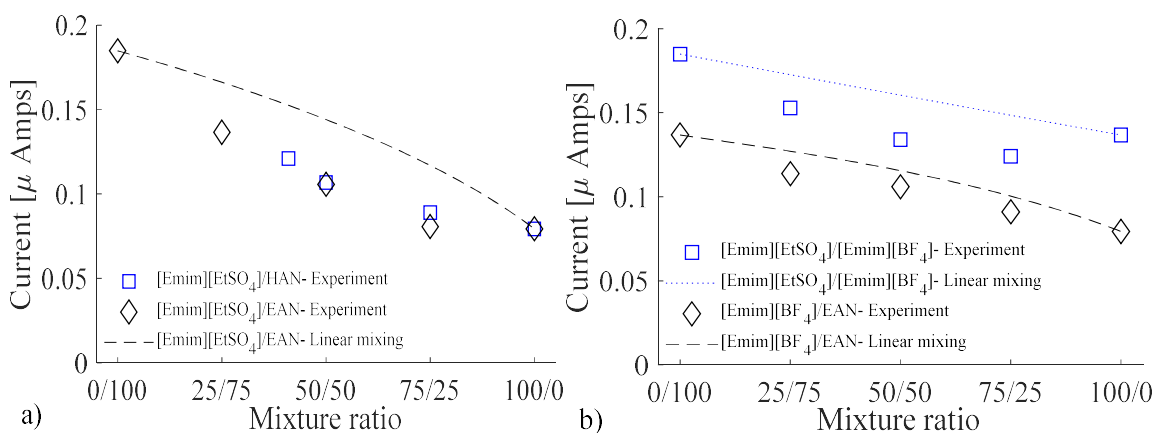 0.2
0.15
0.1
0.05
0
Current [μ Amps]
[Emim][EtSO4]/HAN- Experiment
[Emim][EtSO4]/EAN- Experiment
[Emim][EtSO4]/EAN- Linear mixing
0/100 25/75 50/50 75/25 100/0
Mixture ratio
a)
0.2
0.15
0.1
0.05
0
Current [μ Amps]
[Emim][EtSO4]/[Emim][BF4]- Experiment
[Emim][EtSO4]/[Emim][BF4]- Linear mixing
[Emim][BF4]/EAN- Experiment
[Emim][BF4]/EAN- Linear mixing
0/100 25/75 50/50 75/25 100/0
Mixture ratio
b)